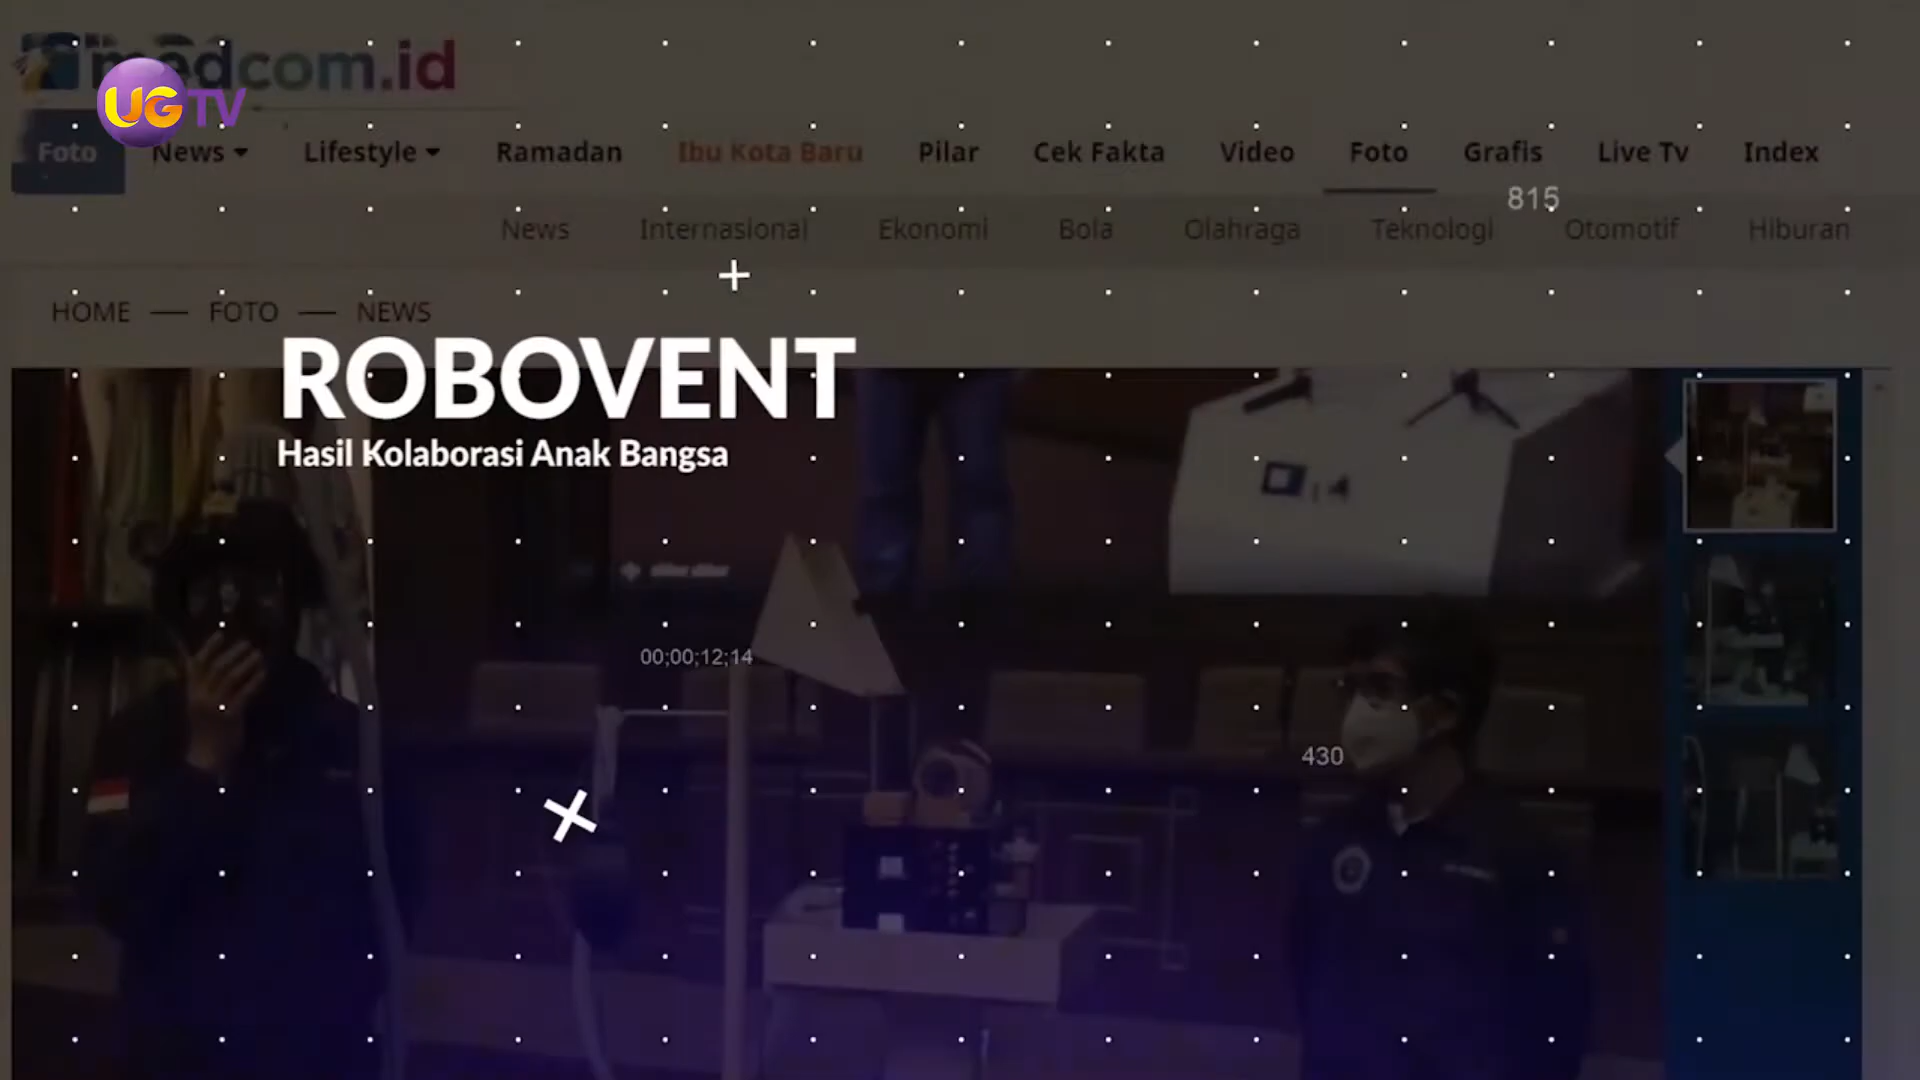 medcom.id
UGTV
Foto News Lifestyle Ramadan Ibu Kota Baru Pilar Cek Fakta Video Foto Grafis Live Tv Index
815
News Internasional Ekonomi Bola Olahraga Teknologi Otomotif Hiburan
HOME — FOTO — NEWS
ROBOVENT
Hasil Kolaborasi Anak Bangsa
00;00;12;14
430